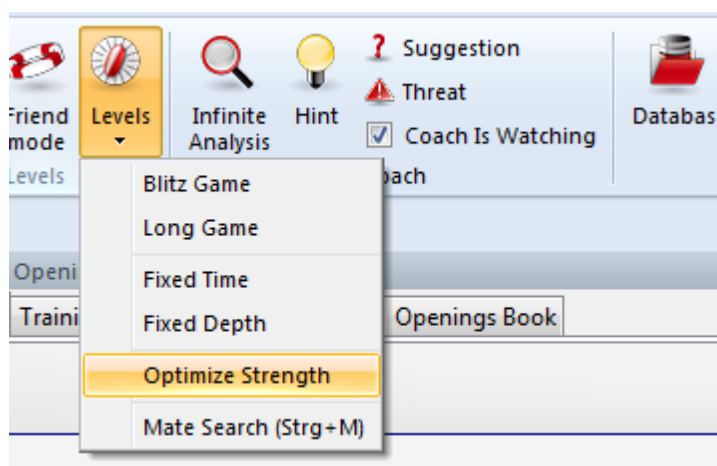 ? Suggestion
Threat
Friend mode
Levels
Infinite Analysis
Hint
Coach Is Watching
Levels
Blitz Game
Long Game
Fixed Time
Fixed Depth
Openings Book
Optimize Strength
Mate Search (Strg+M)